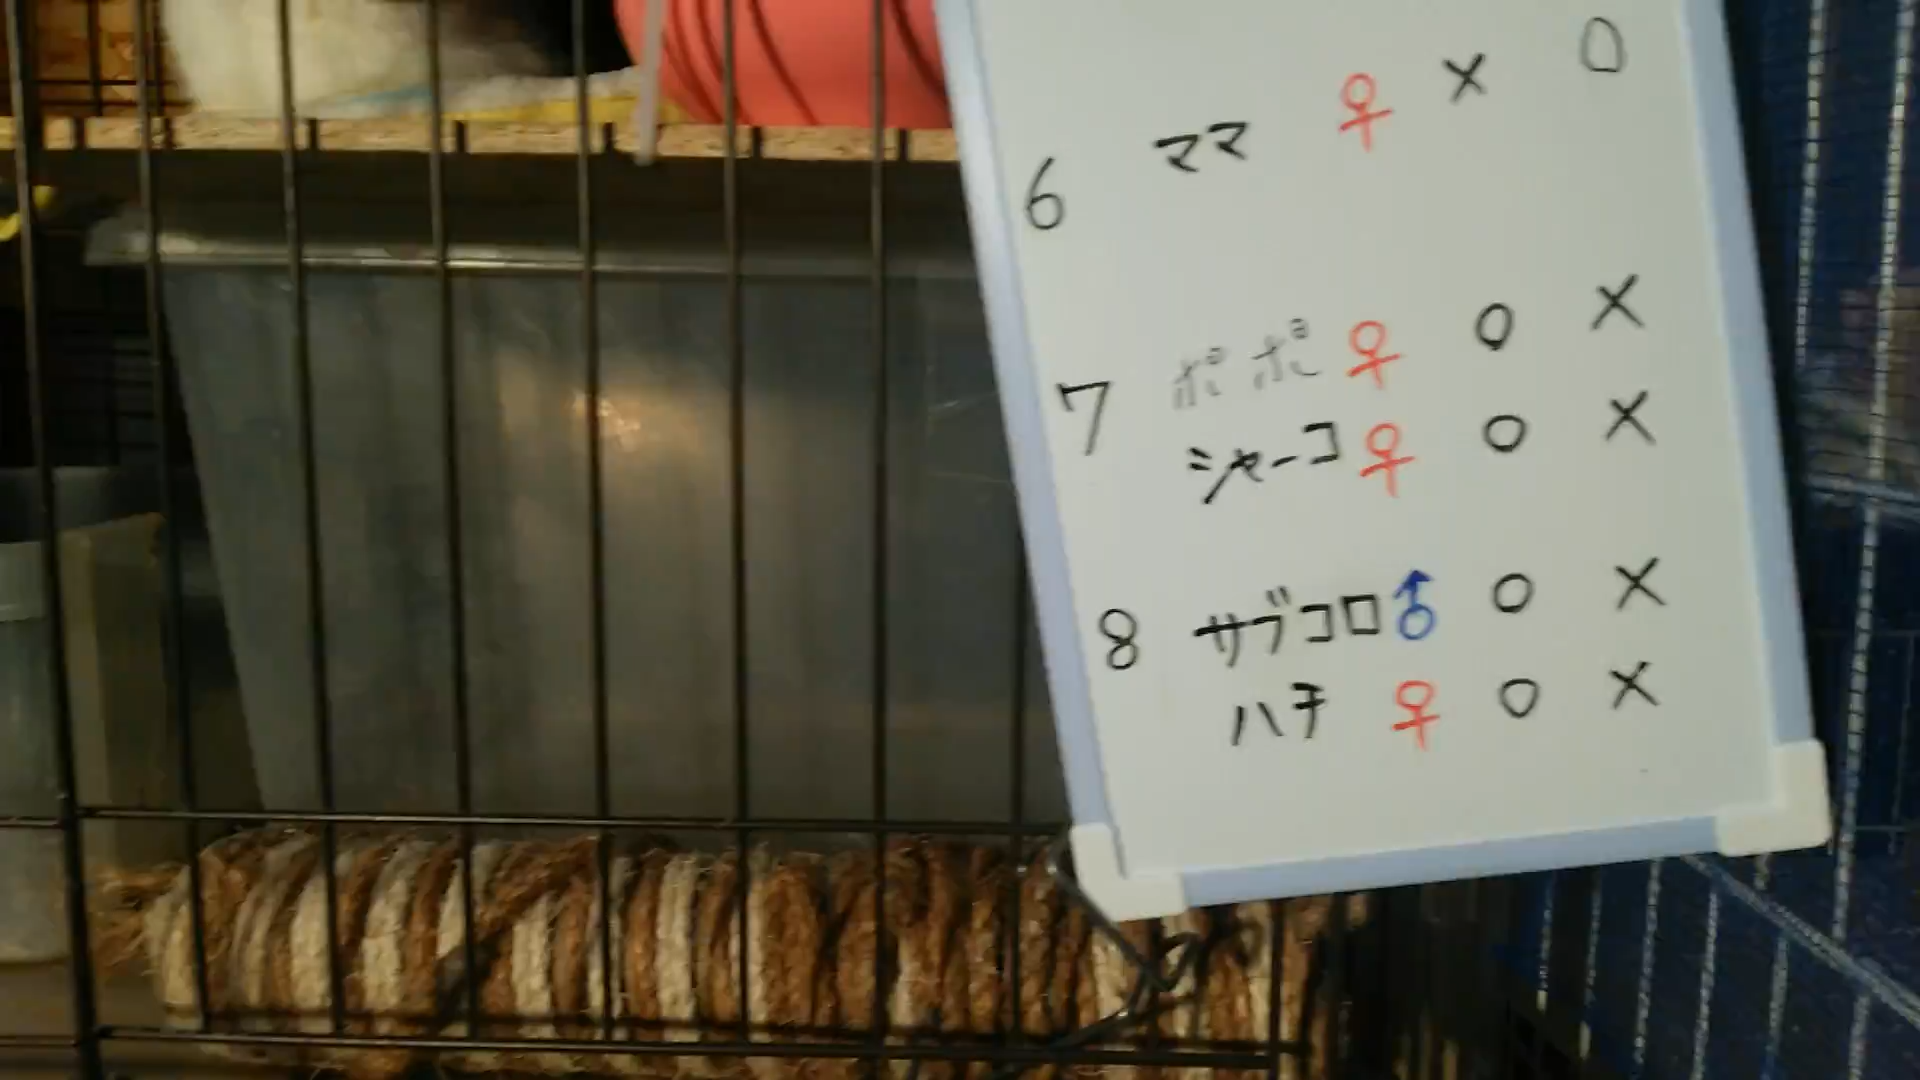 6 ママ ♀ × ○
7 ポポ ♀ ○ ×
シャーコ ♀ ○ ×
8 サブコロ ♂ ○ ×
ハチ ♀ ○ ×